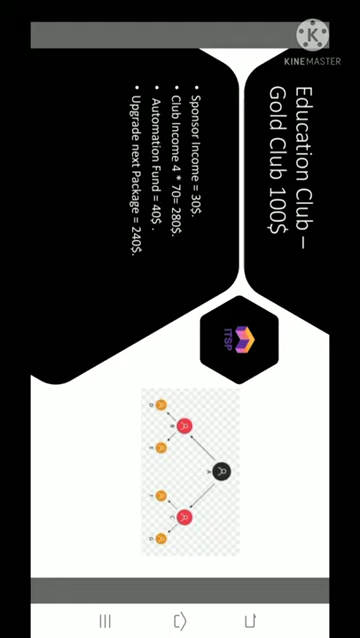 K
KINEMASTER
Education Club –
Gold Club 100$
• Sponsor Income = 30$.
• Club Income 4 * 70= 280$.
• Automation Fund = 40$ .
• Upgrade next Package = 240$.
ITSP
A
B
C
D
E
F
G